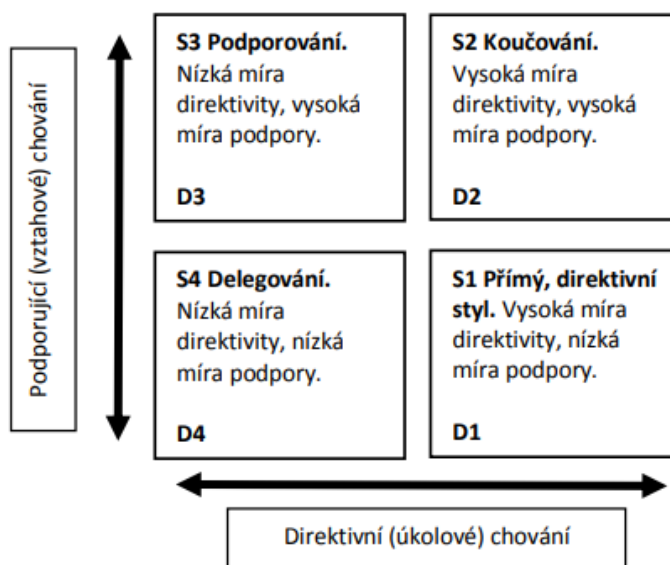 Podporující (vztahové) chování
S3 Podporování.
Nízká míra
direktivity, vysoká
míra podpory.
D3
S2 Koučování.
Vysoká míra
direktivity, vysoká
míra podpory.
D2
S4 Delegování.
Nízká míra
direktivity, nízká
míra podpory.
D4
S1 Přímý, direktivní
styl. Vysoká míra
direktivity, nízká
míra podpory.
D1
Direktivní (úkolové) chování